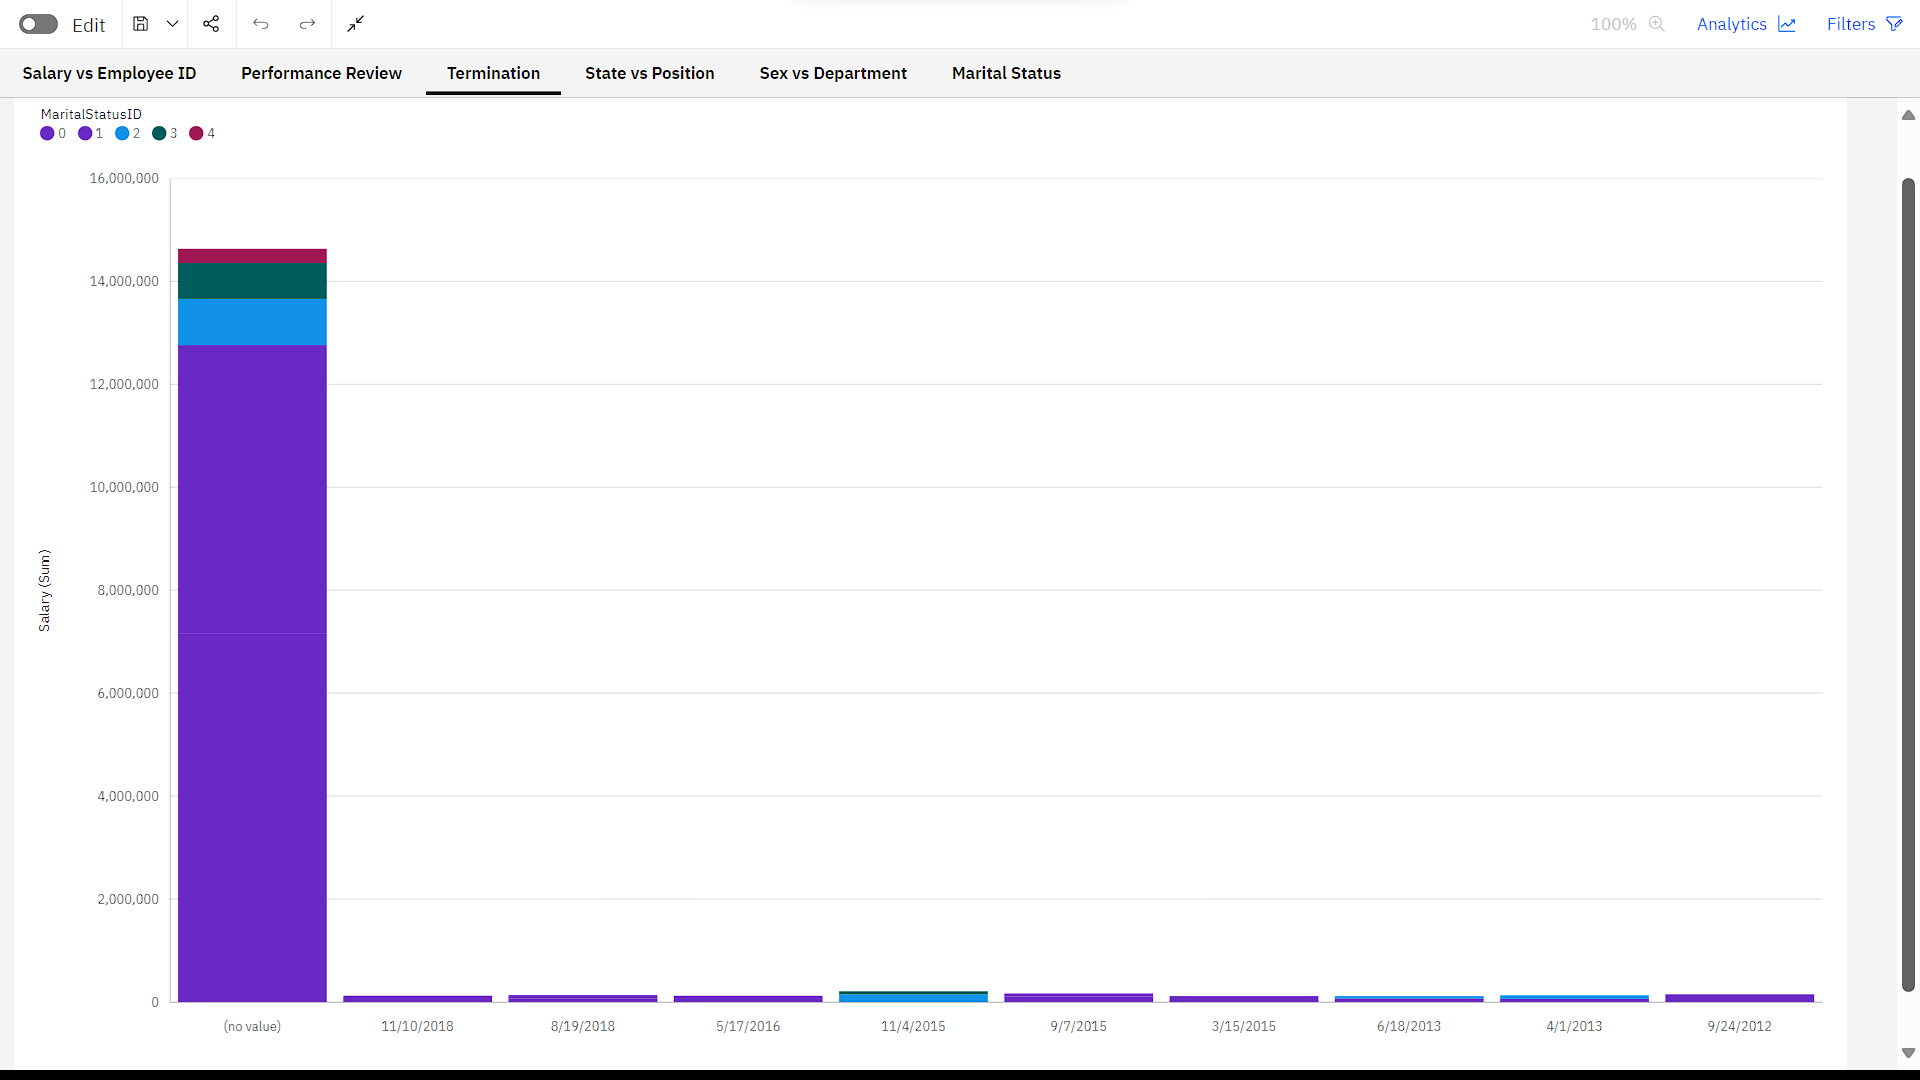 Edit
100%
Analytics
Filters
Salary vs Employee ID
Performance Review
Termination
State vs Position
Sex vs Department
Marital Status
MaritalStatusID
0 1 2 3 4
16,000,000
14,000,000
12,000,000
10,000,000
8,000,000
6,000,000
4,000,000
2,000,000
0
Salary (Sum)
(no value)
11/10/2018
8/19/2018
5/17/2016
11/4/2015
9/7/2015
3/15/2015
6/18/2013
4/1/2013
9/24/2012